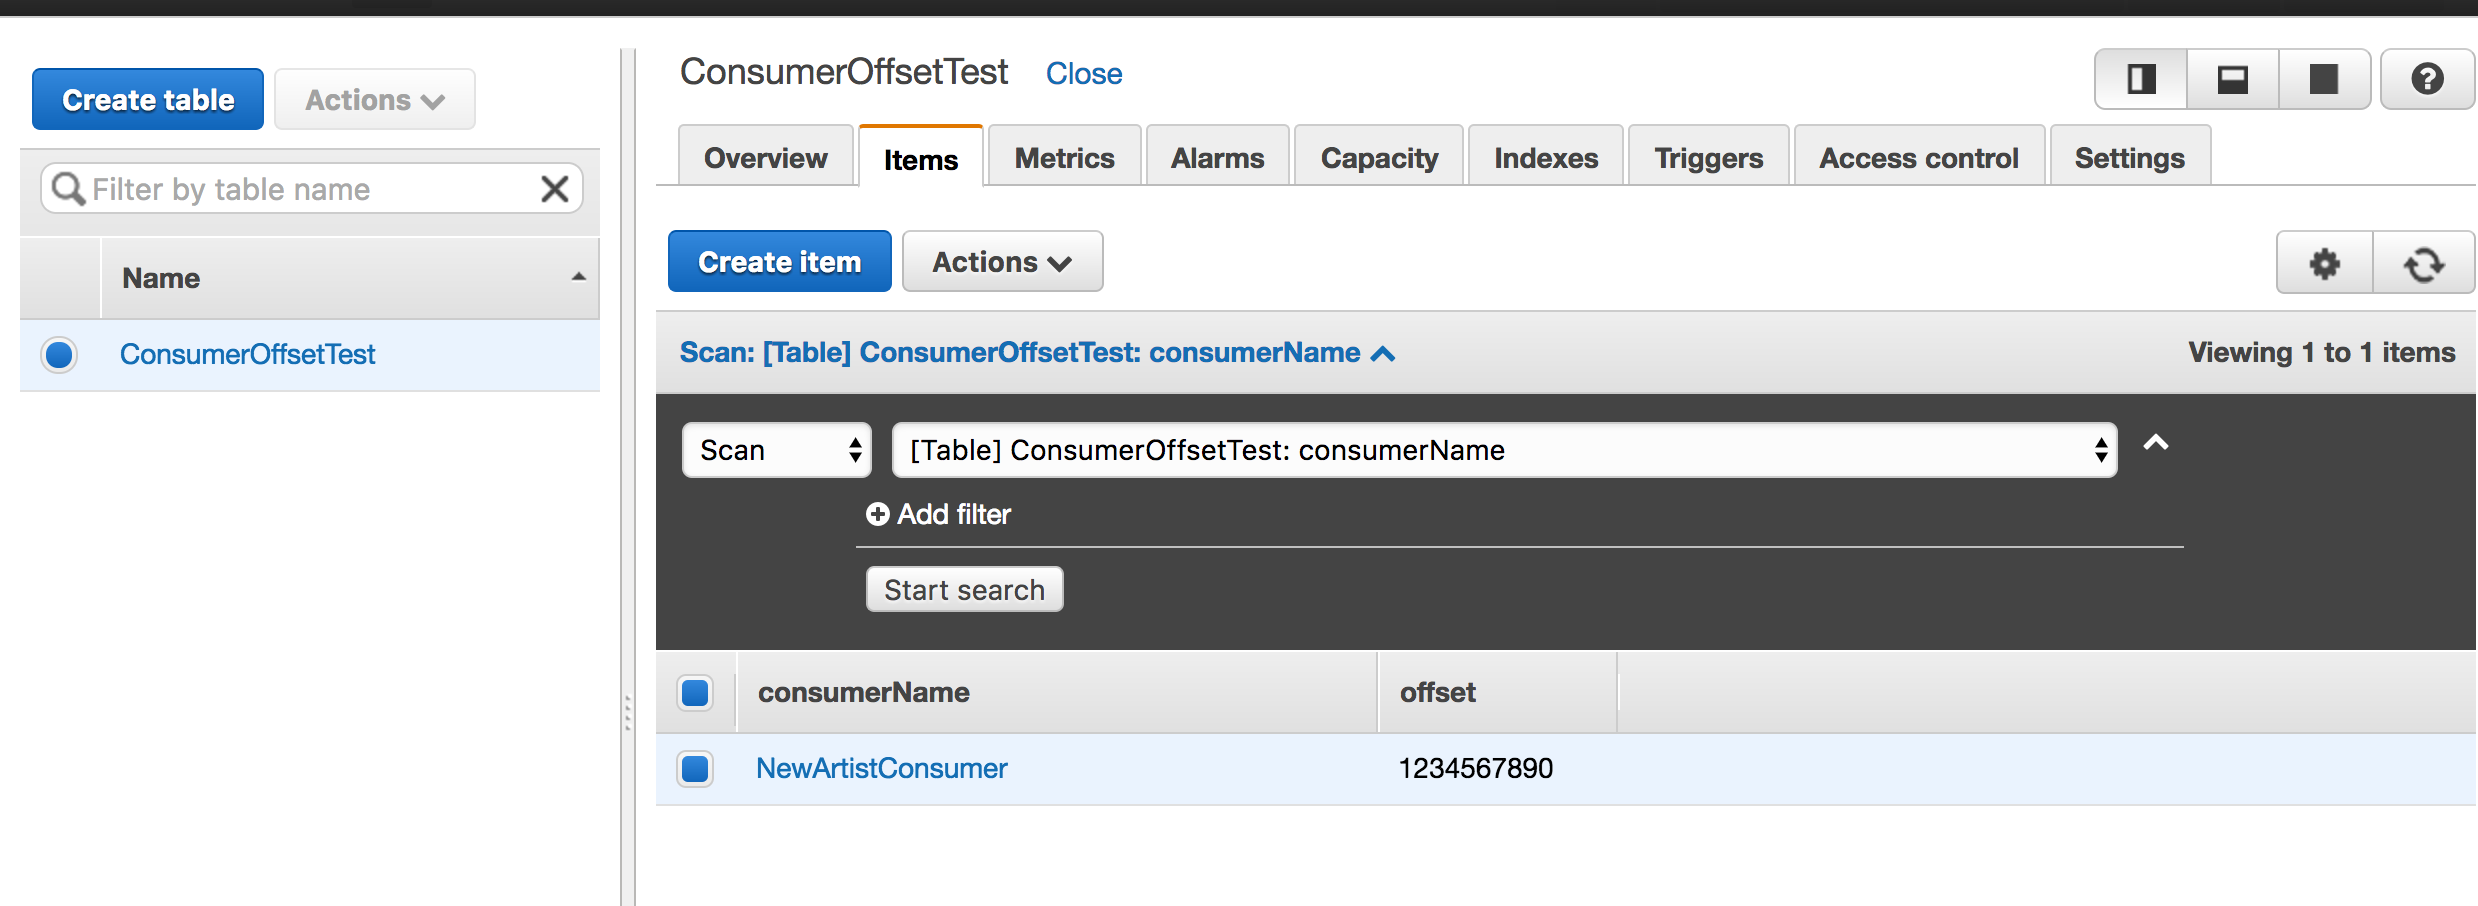 Create table
Actions
Filter by table name
Name
ConsumerOffsetTest
ConsumerOffsetTest Close
Overview Items Metrics Alarms Capacity Indexes Triggers Access control Settings
Create item Actions
Scan: [Table] ConsumerOffsetTest: consumerName Viewing 1 to 1 items
Scan [Table] ConsumerOffsetTest: consumerName
Add filter
Start search
consumerName offset
NewArtistConsumer 1234567890